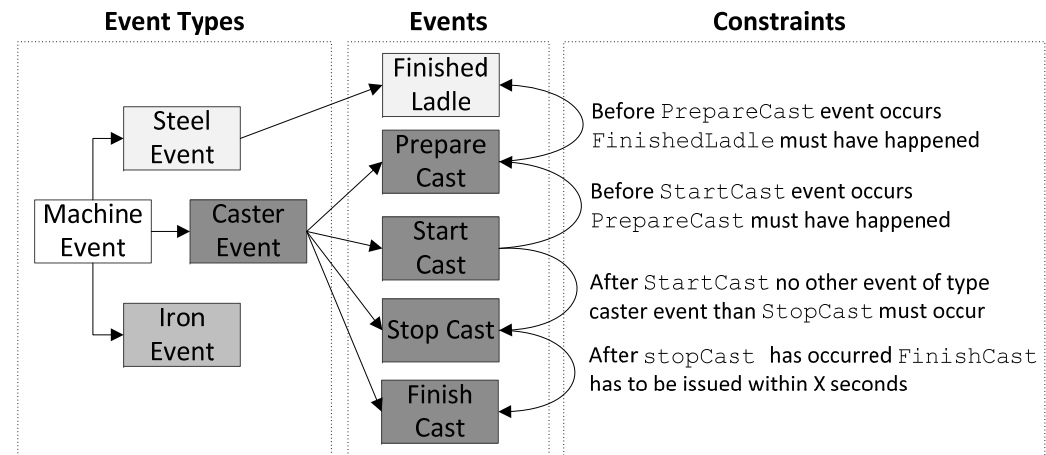 Event Types
Events
Constraints
Steel
Event
Machine
Event
Caster
Event
Iron
Event
Finished
Ladle
Prepare
Cast
Start
Cast
Stop Cast
Finish
Cast
Before PrepareCast event occurs
FinishedLadle must have happened
Before StartCast event occurs
PrepareCast must have happened
After StartCast no other event of type
caster event than StopCast must occur
After stopCast has occurred FinishCast
has to be issued within X seconds